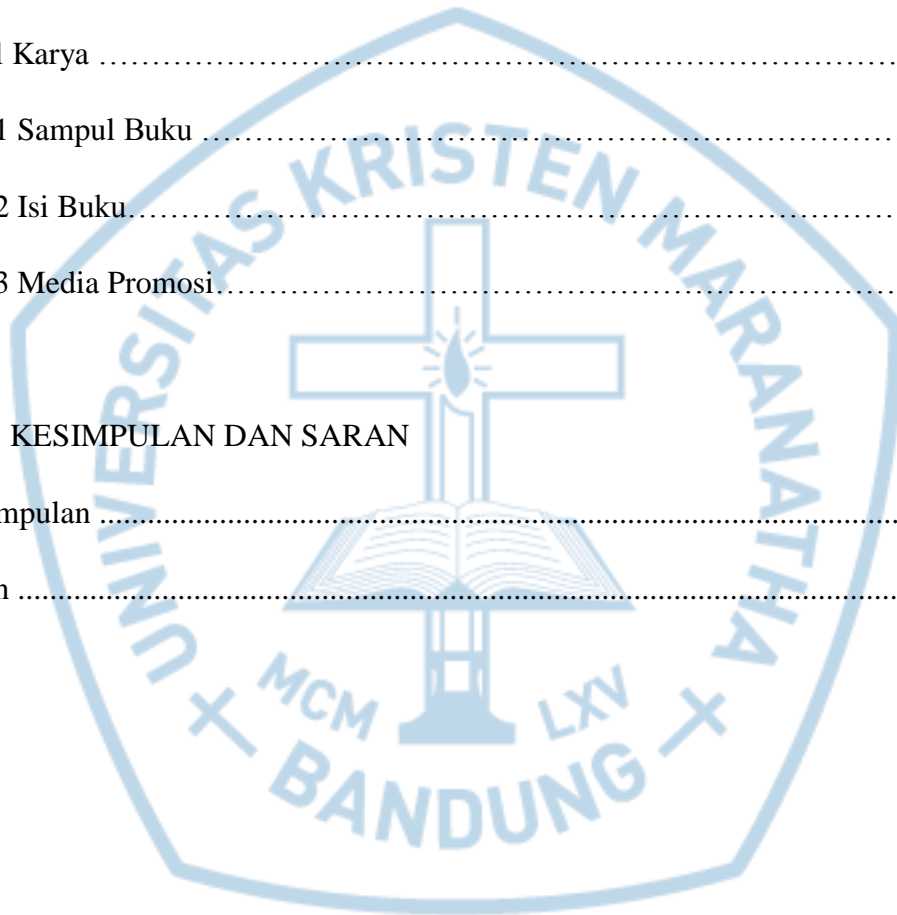 1 Karya ……………………………………………………………………
1 Sampul Buku ……………………………………………………………
2 Isi Buku……………………………………………………………………
3 Media Promosi……………………………………………………………
KESIMPULAN DAN SARAN
mpulan ....................................................................................................
n ..............................................................................................................
UNIVERSITAS KRISTEN MARANATHA
MCM LXV
BANDUNG